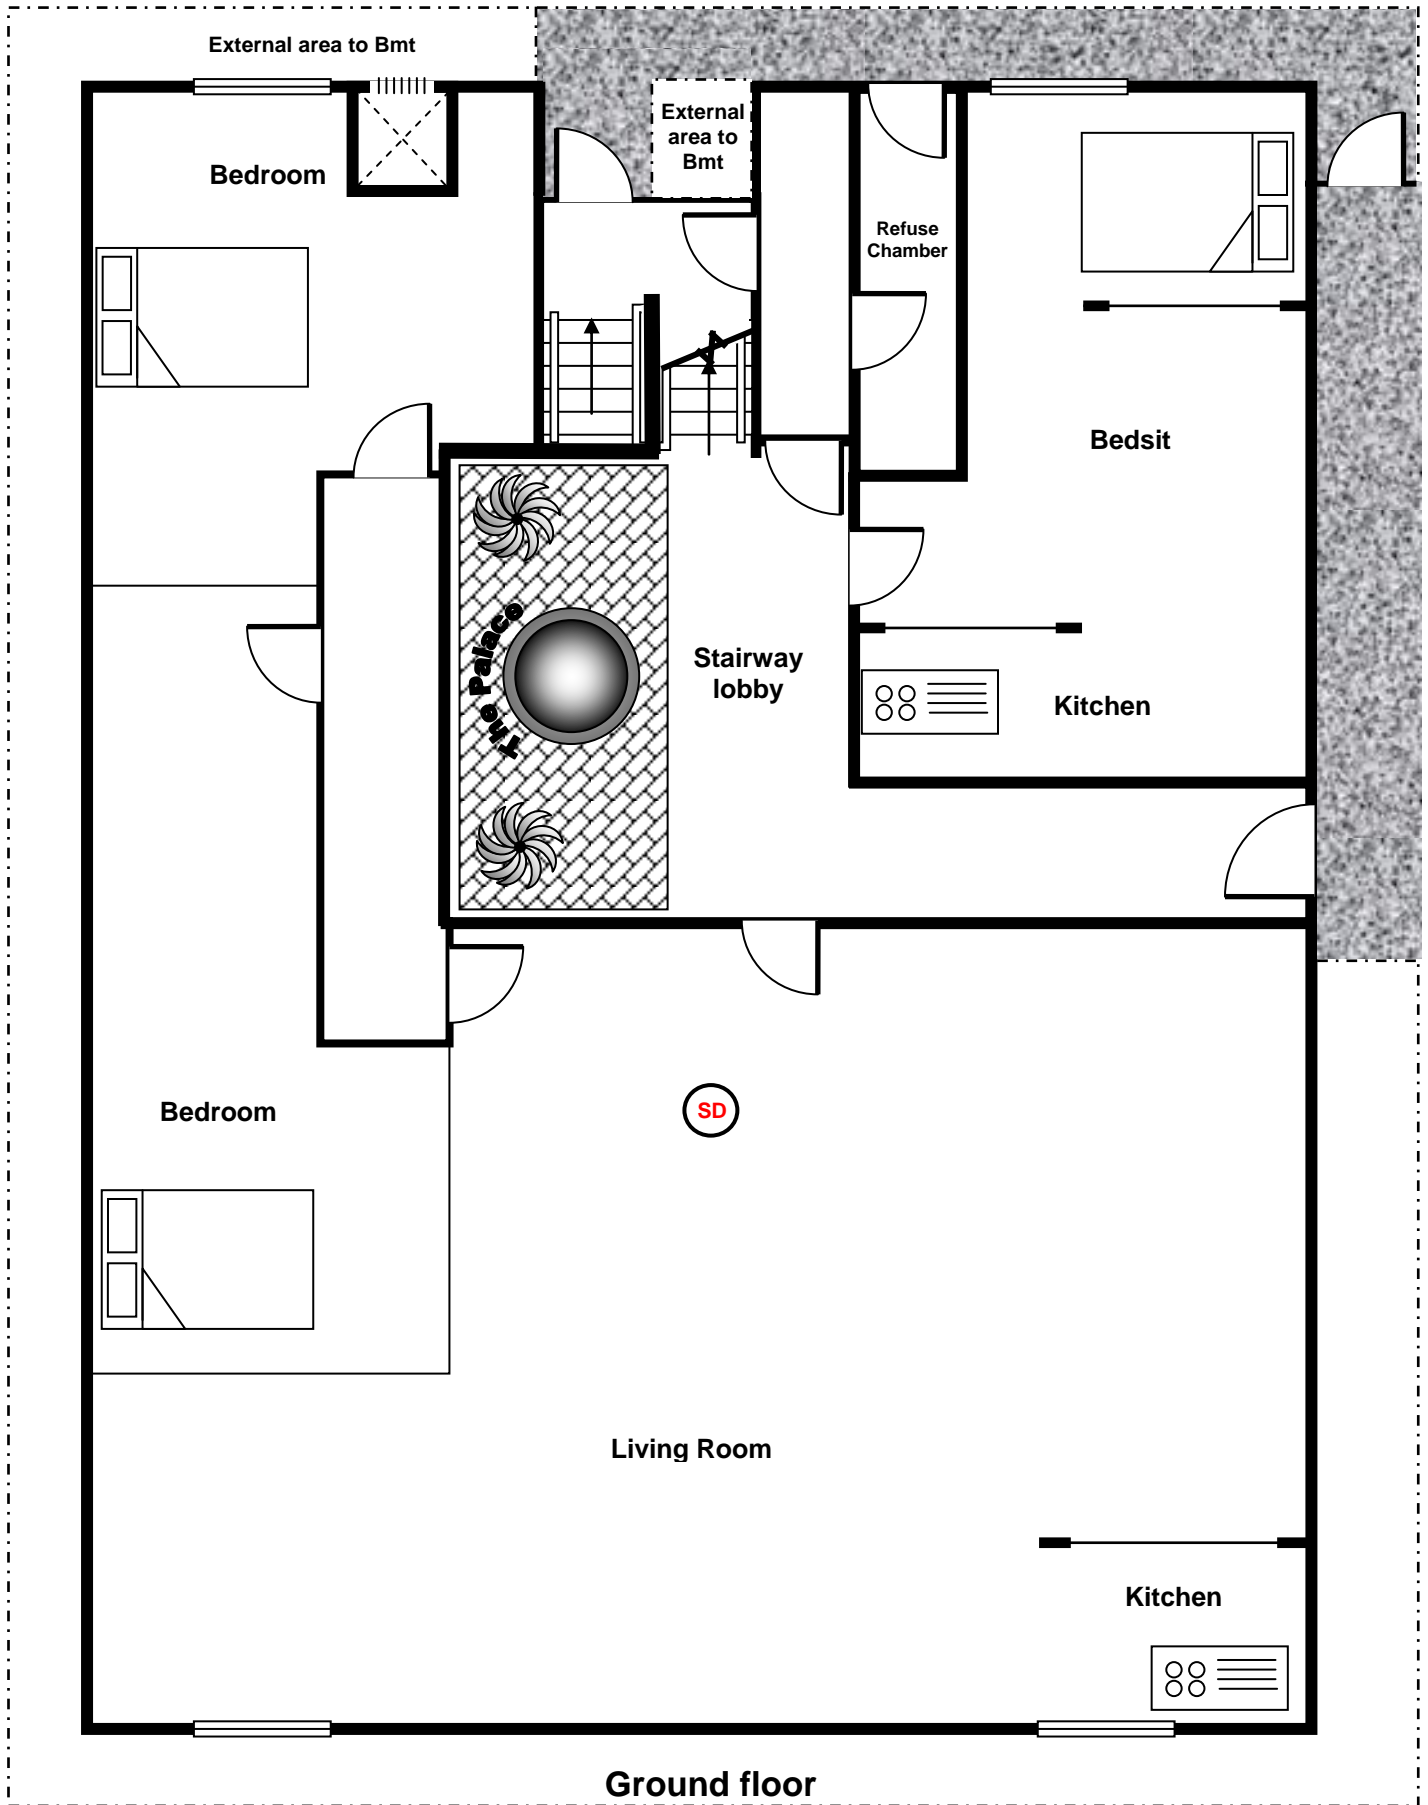 External area to Bmt
External
area to
Bmt
Bedroom
Refuse
Chamber
Bedsit
The Palace
Stairway
lobby
Kitchen
Bedroom
SD
Living Room
Kitchen
Ground floor